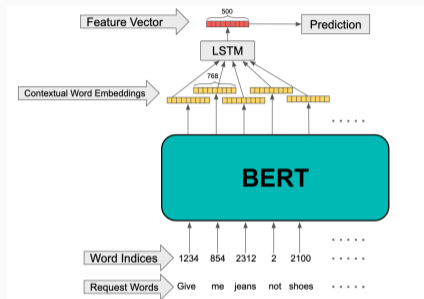 500
Feature Vector
Prediction
LSTM
768
Contextual Word Embeddings
.....
BERT
Word Indices 1234 854 2312 2 2100 .....
.....
Request Words Give me jeans not shoes .....